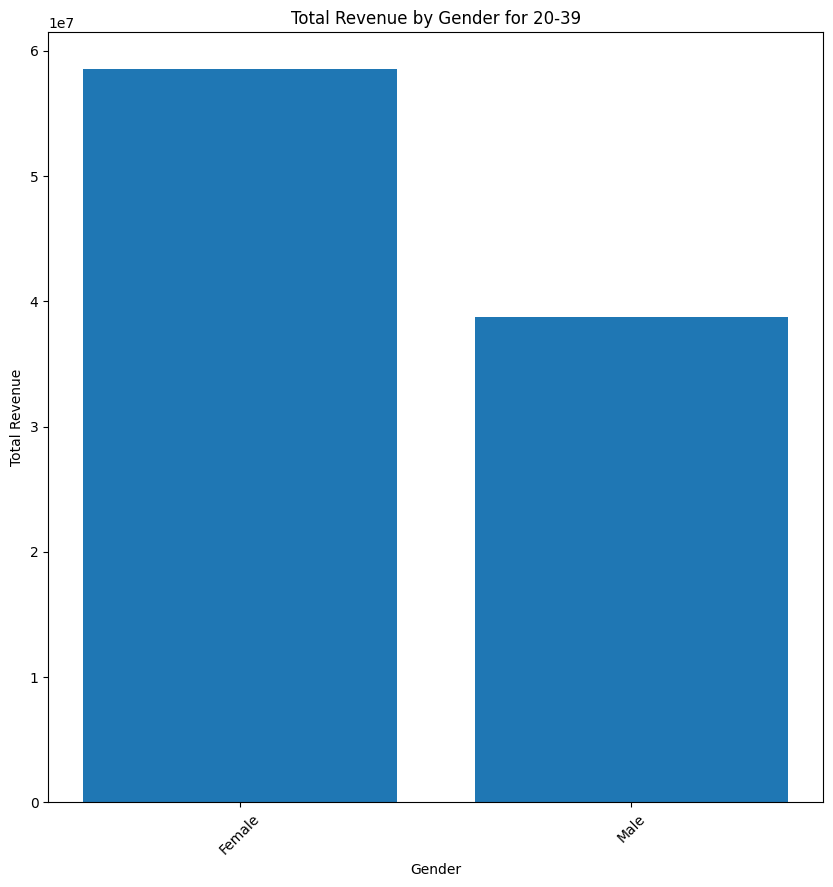 Total Revenue by Gender for 20-39
1e7
6
5
4
3
2
1
0
Total Revenue
Female
Male
Gender